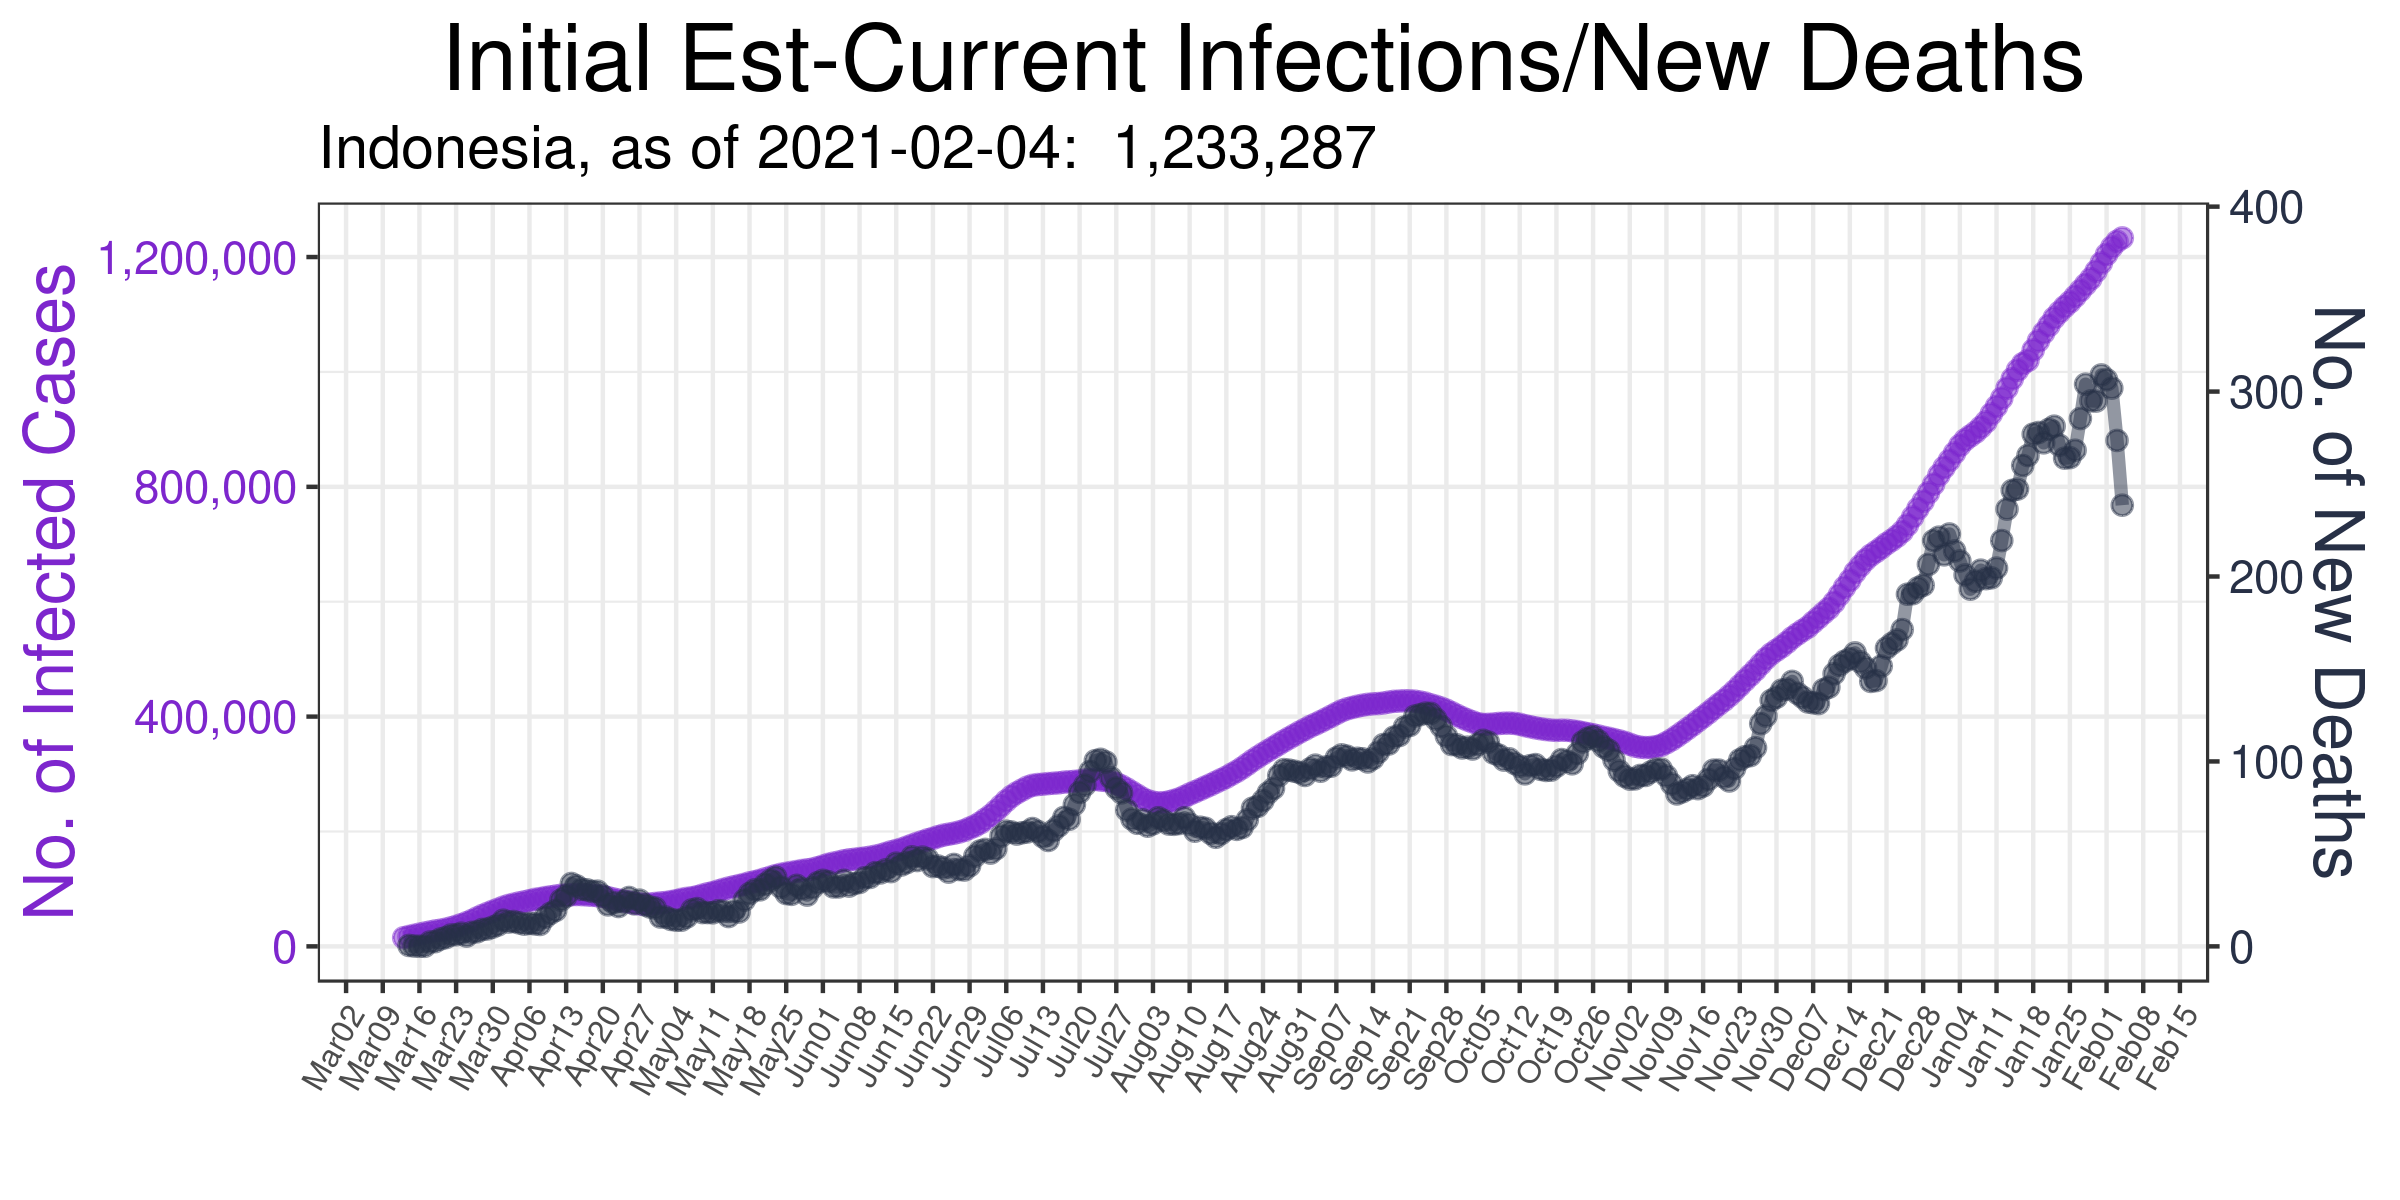 Initial Est-Current Infections/New Deaths
Indonesia, as of 2021-02-04:  1,233,287
No. of Infected Cases
1,200,000
800,000
400,000
0
400
300
200
100
0
No. of New Deaths
Mar02
Mar09
Mar16
Mar23
Mar30
Apr06
Apr13
Apr20
Apr27
May04
May11
May18
May25
Jun01
Jun08
Jun15
Jun22
Jun29
Jul06
Jul13
Jul20
Jul27
Aug03
Aug10
Aug17
Aug24
Aug31
Sep07
Sep14
Sep21
Sep28
Oct05
Oct12
Oct19
Oct26
Nov02
Nov09
Nov16
Nov23
Nov30
Dec07
Dec14
Dec21
Dec28
Jan04
Jan11
Jan18
Jan25
Feb01
Feb08
Feb15